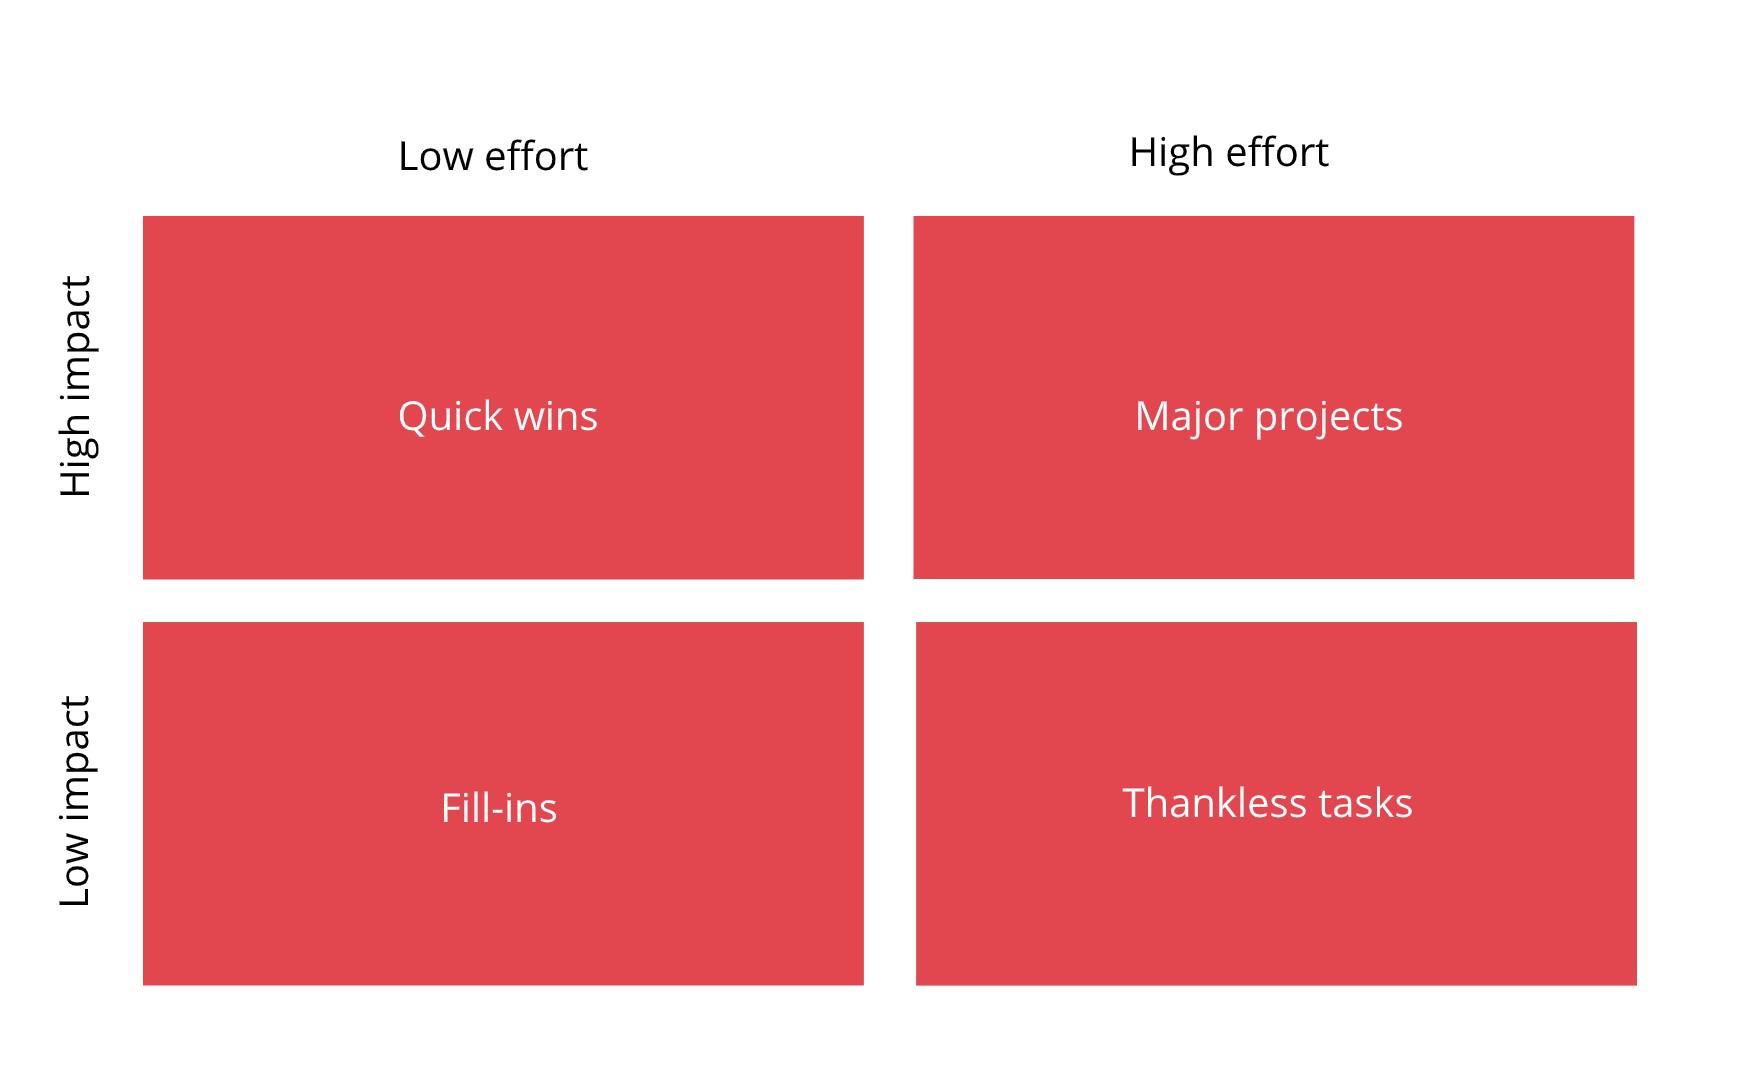 Low effort
High effort
High impact
Quick wins
Major projects
Low impact
Fill-ins
Thankless tasks